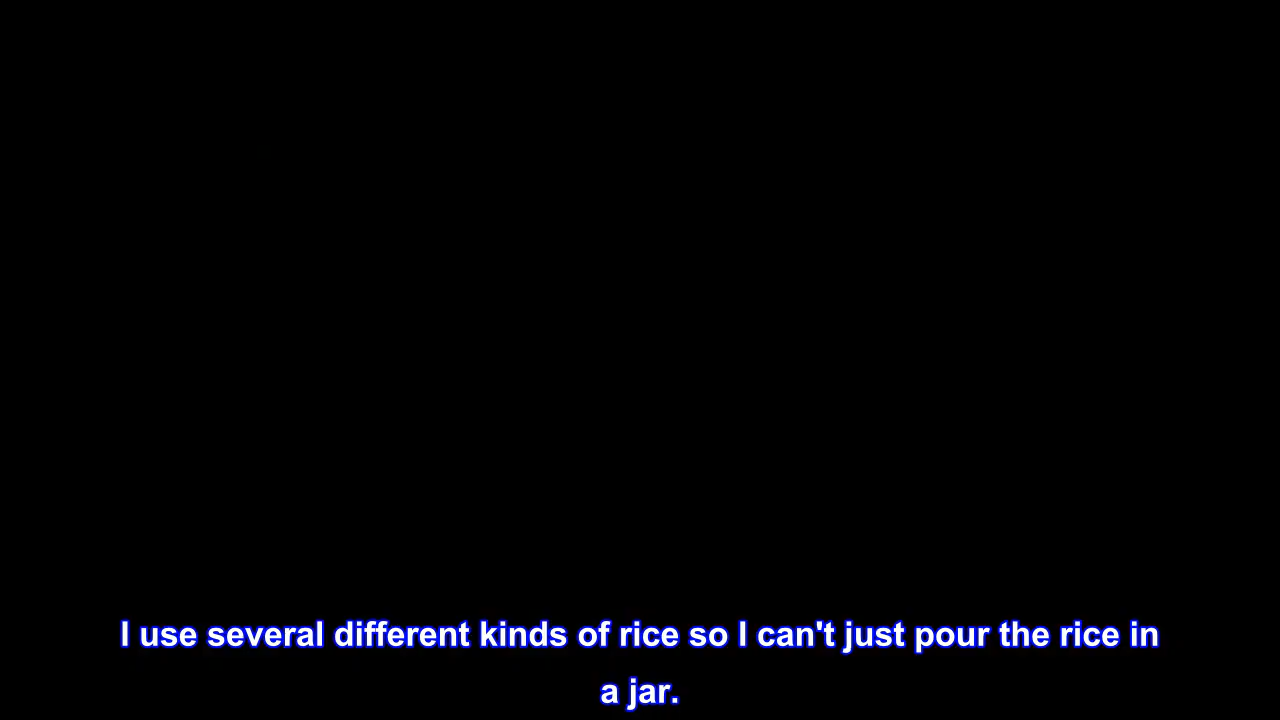 I use several different kinds of rice so I can't just pour the rice in
a jar.